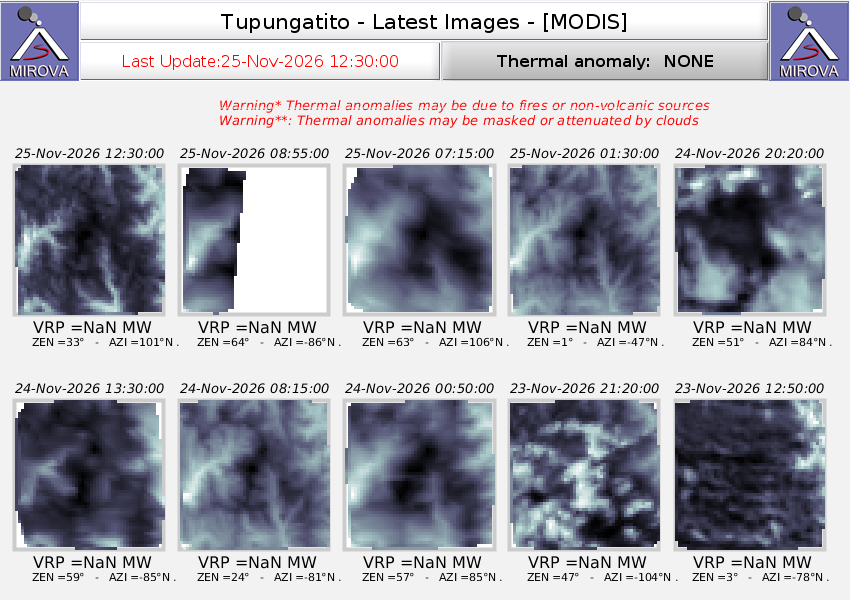 MIROVA
Tupungatito - Latest Images - [MODIS]
MIROVA
Last Update:25-Nov-2026 12:30:00
Thermal anomaly: NONE
Warning* Thermal anomalies may be due to fires or non-volcanic sources
Warning**: Thermal anomalies may be masked or attenuated by clouds
25-Nov-2026 12:30:00
25-Nov-2026 08:55:00
25-Nov-2026 07:15:00
25-Nov-2026 01:30:00
24-Nov-2026 20:20:00
VRP =NaN MW
ZEN =33° - AZI =101°N .
VRP =NaN MW
ZEN =64° - AZI =-86°N .
VRP =NaN MW
ZEN =63° - AZI =106°N .
VRP =NaN MW
ZEN =1° - AZI =-47°N .
VRP =NaN MW
ZEN =51° - AZI =84°N .
24-Nov-2026 13:30:00
24-Nov-2026 08:15:00
24-Nov-2026 00:50:00
23-Nov-2026 21:20:00
23-Nov-2026 12:50:00
VRP =NaN MW
ZEN =59° - AZI =-85°N .
VRP =NaN MW
ZEN =24° - AZI =-81°N .
VRP =NaN MW
ZEN =57° - AZI =85°N .
VRP =NaN MW
ZEN =47° - AZI =-104°N .
VRP =NaN MW
ZEN =3° - AZI =-78°N .